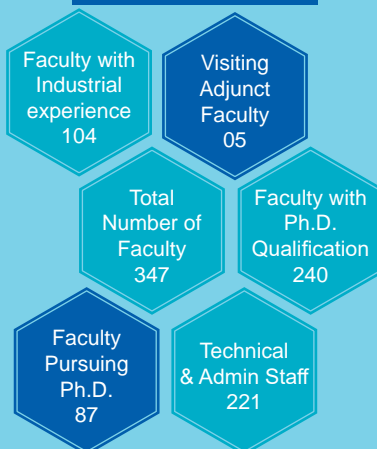 Faculty with
Industrial
experience
104
Visiting
Adjunct
Faculty
05
Total
Number of
Faculty
347
Faculty with
Ph.D.
Qualification
240
Faculty
Pursuing
Ph.D.
87
Technical
& Admin Staff
221